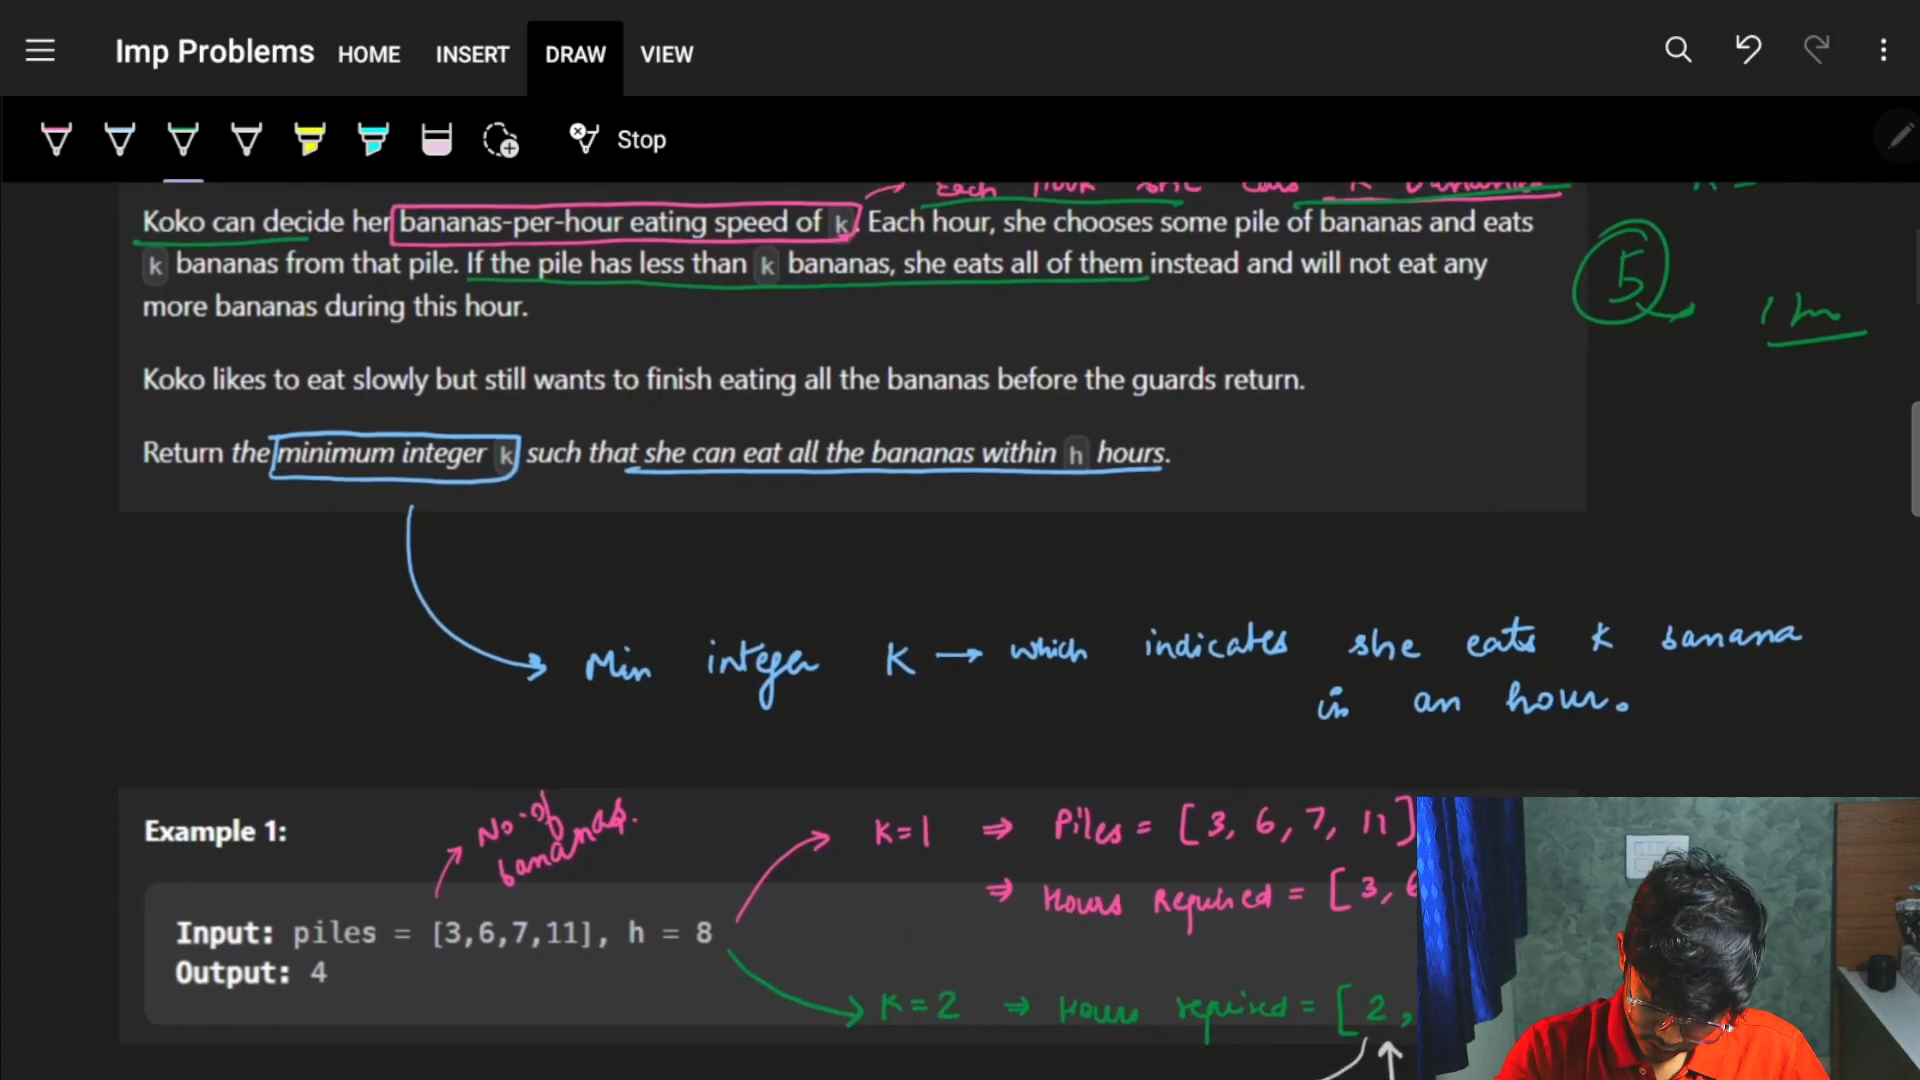 Imp Problems HOME INSERT DRAW VIEW
Stop
Each hour she eats K bananas
Koko can decide her bananas-per-hour eating speed of k. Each hour, she chooses some pile of bananas and eats
k bananas from that pile. If the pile has less than k bananas, she eats all of them instead and will not eat any
more bananas during this hour.
5
Koko likes to eat slowly but still wants to finish eating all the bananas before the guards return.
Return the minimum integer k such that she can eat all the bananas within h hours.
Min integer K → which indicates she eats K banana
in an hour.
Example 1:
No. of
bananas.
K=1 ⇒ Piles = [3, 6, 7, 11]
⇒ Hours Required = [3, 6
Input: piles = [3,6,7,11], h = 8
Output: 4
K=2 ⇒ Hours required = [2,